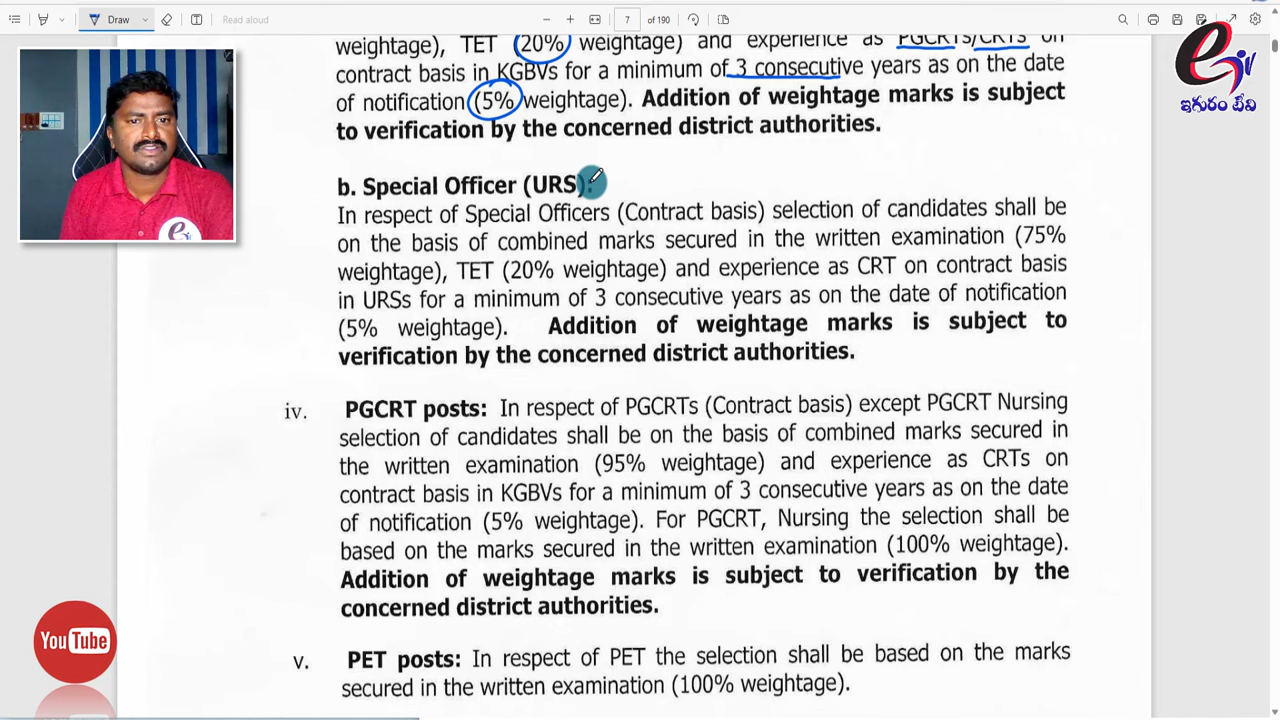 Draw
Read aloud
7 of 190
weightage), TET (20% weightage) and experience as PGCRTs/CRTs on
contract basis in KGBVs for a minimum of 3 consecutive years as on the date
of notification (5% weightage). Addition of weightage marks is subject
to verification by the concerned district authorities.
b. Special Officer (URS):
In respect of Special Officers (Contract basis) selection of candidates shall be
on the basis of combined marks secured in the written examination (75%
weightage), TET (20% weightage) and experience as CRT on contract basis
in URSs for a minimum of 3 consecutive years as on the date of notification
(5% weightage). Addition of weightage marks is subject to
verification by the concerned district authorities.
iv. PGCRT posts: In respect of PGCRTs (Contract basis) except PGCRT Nursing
selection of candidates shall be on the basis of combined marks secured in
the written examination (95% weightage) and experience as CRTs on
contract basis in KGBVs for a minimum of 3 consecutive years as on the date
of notification (5% weightage). For PGCRT, Nursing the selection shall be
based on the marks secured in the written examination (100% weightage).
Addition of weightage marks is subject to verification by the
concerned district authorities.
v. PET posts: In respect of PET the selection shall be based on the marks
secured in the written examination (100% weightage).
ఇగురం టీవి
YouTube